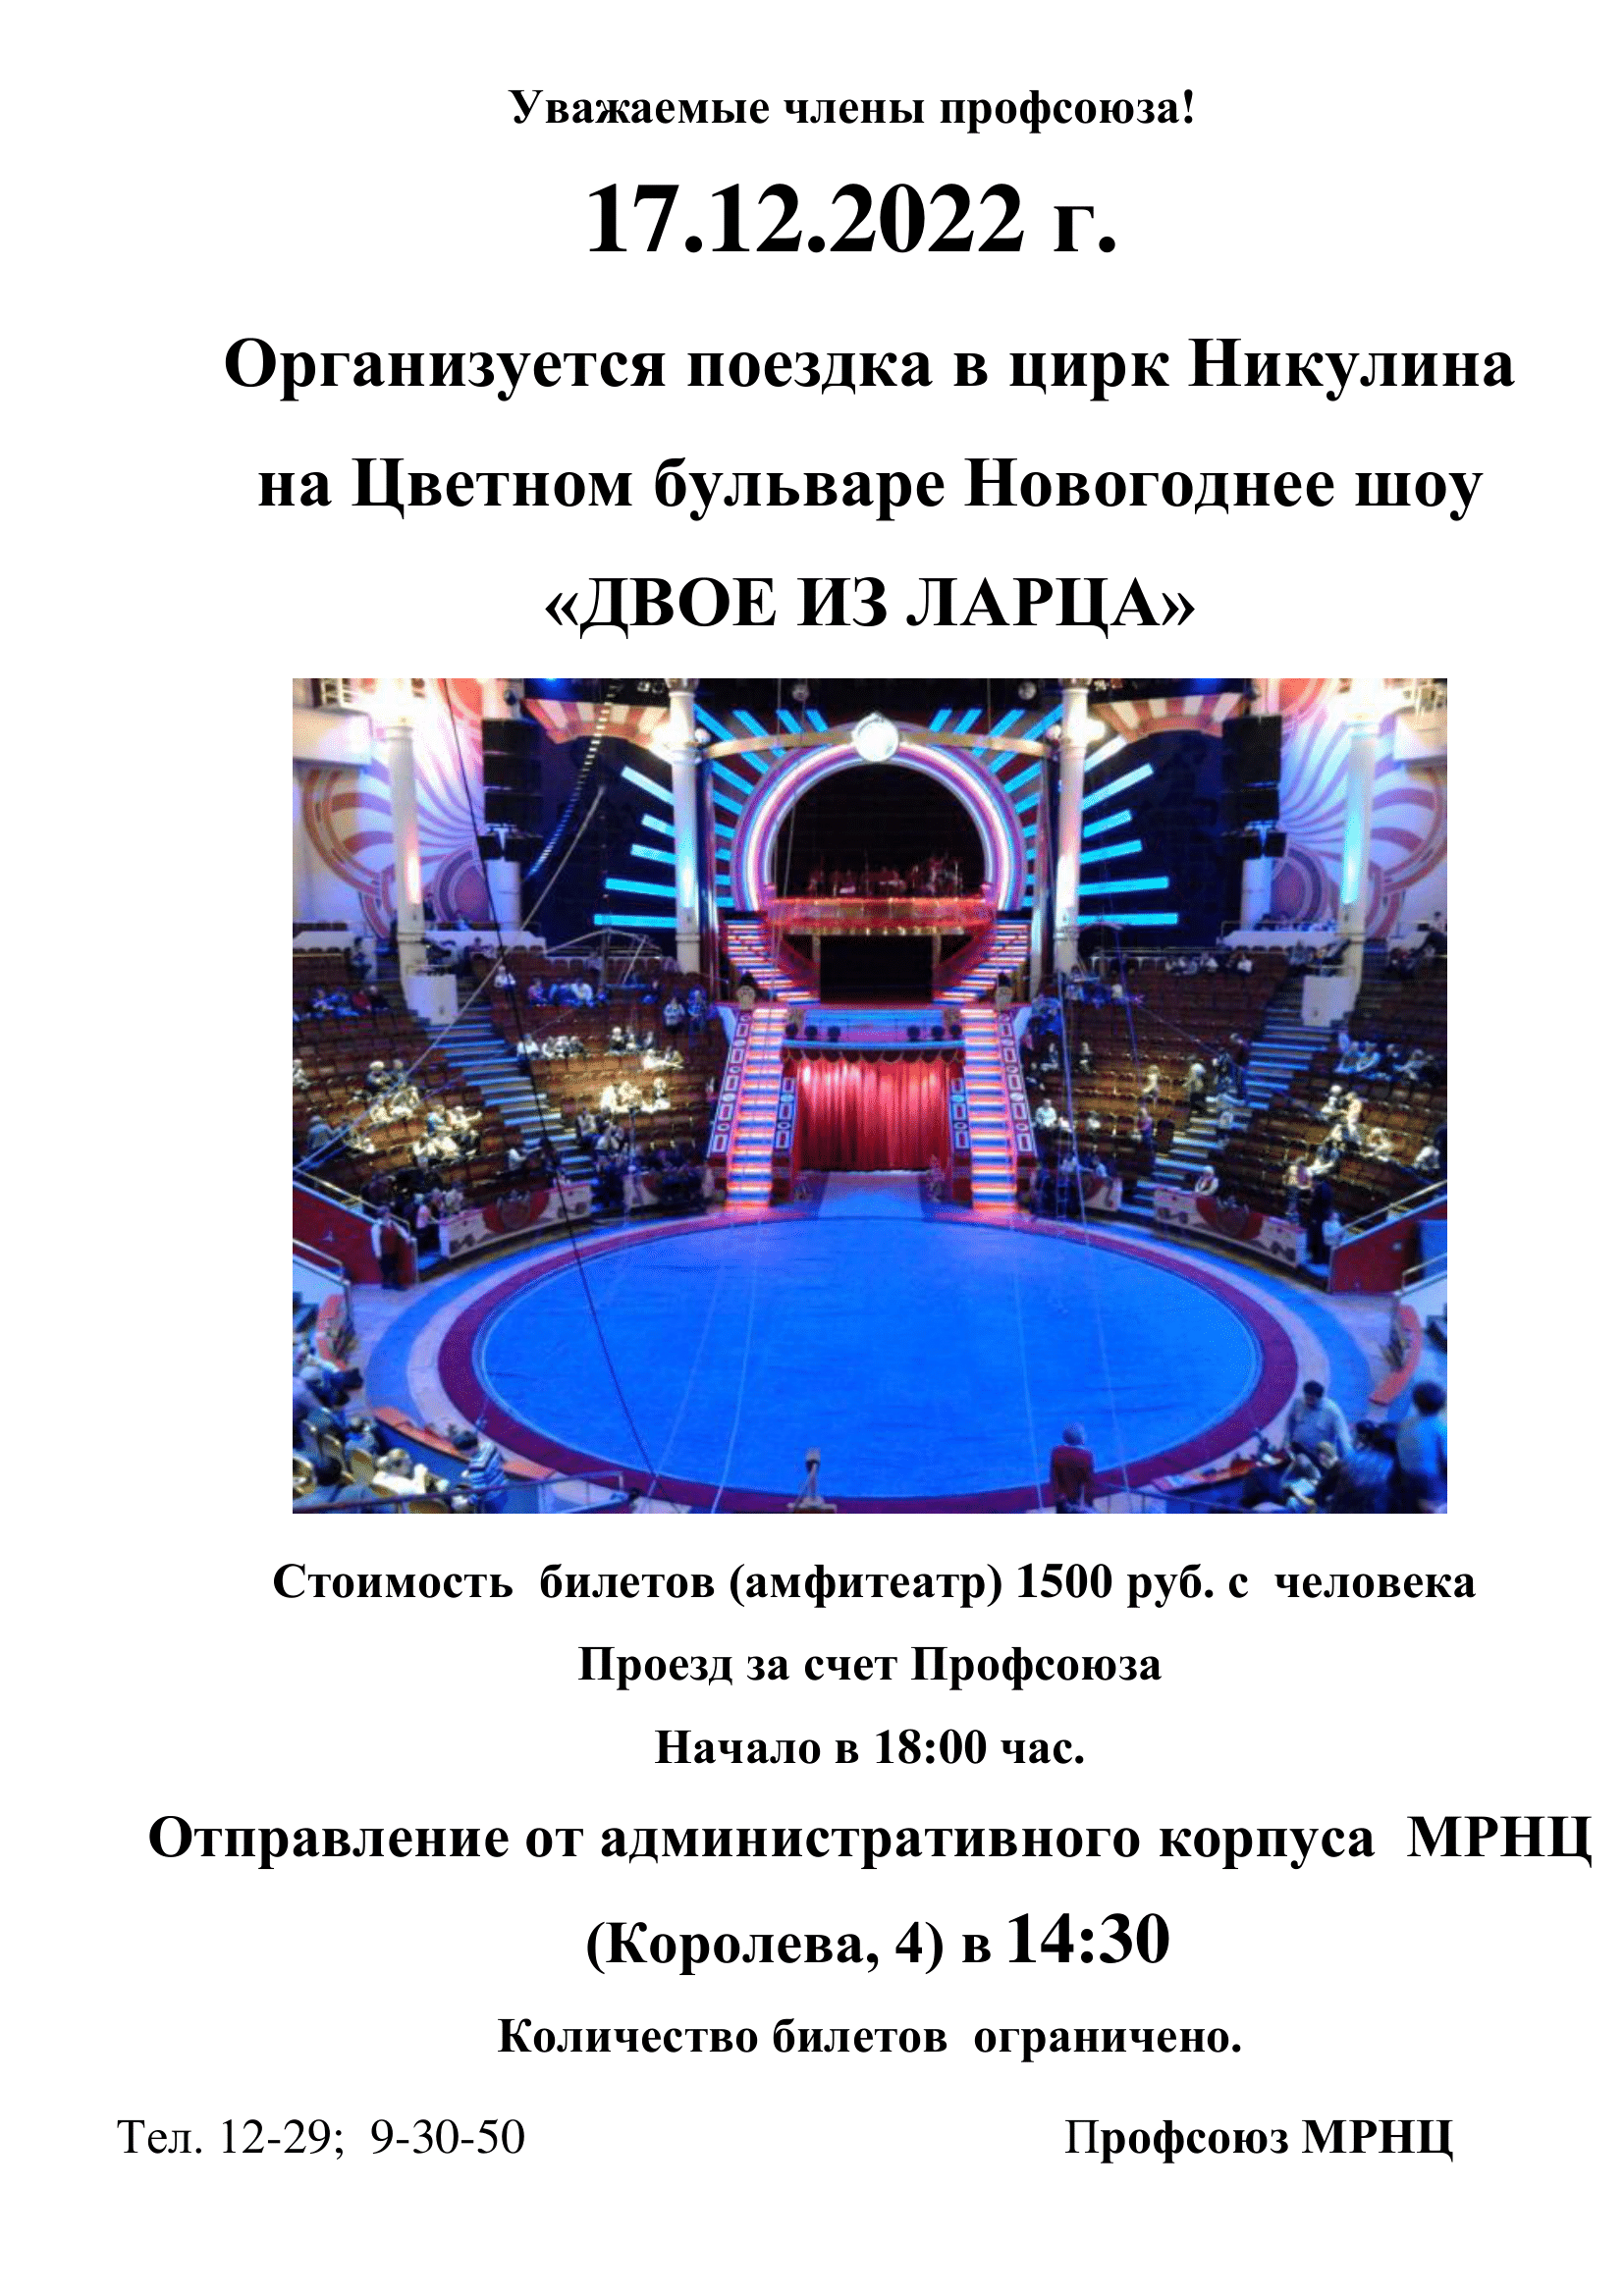 Уважаемые члены профсоюза!
17.12.2022 г.
Организуется поездка в цирк Никулина
на Цветном бульваре Новогоднее шоу
«ДВОЕ ИЗ ЛАРЦА»
Стоимость билетов (амфитеатр) 1500 руб. с человека
Проезд за счет Профсоюза
Начало в 18:00 час.
Отправление от административного корпуса МРНЦ
(Королева, 4) в 14:30
Количество билетов ограничено.
Тел. 12-29; 9-30-50 Профсоюз МРНЦ